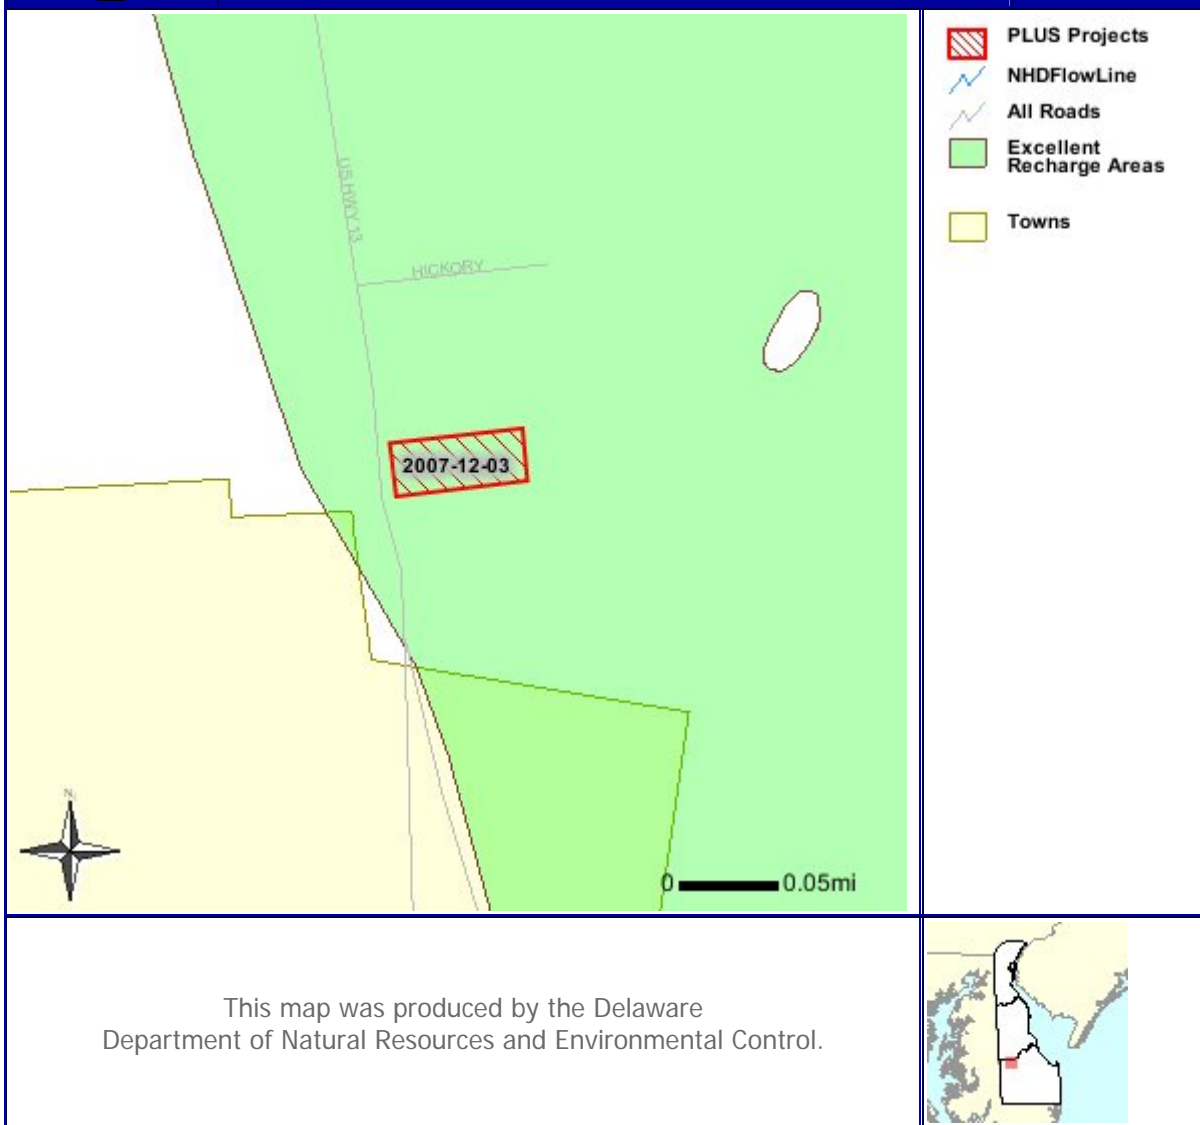 PLUS Projects
NHDFlowLine
All Roads
Excellent
Recharge Areas
Towns
US HWY 13
HICKORY
2007-12-03
N
0 0.05mi
This map was produced by the Delaware
Department of Natural Resources and Environmental Control.